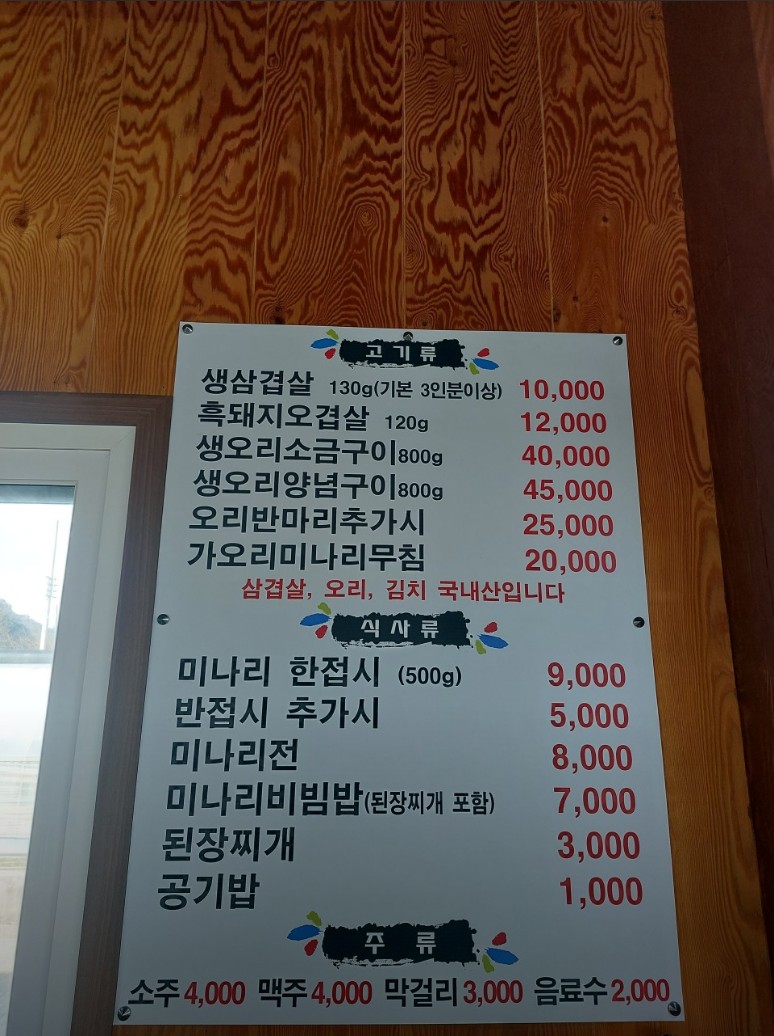 고기류
생삼겹살 130g(기본 3인분이상) 10,000
흑돼지오겹살 120g 12,000
생오리소금구이800g 40,000
생오리양념구이800g 45,000
오리반마리추가시 25,000
가오리미나리무침 20,000
삼겹살, 오리, 김치 국내산입니다
식사류
미나리 한접시 (500g) 9,000
반접시 추가시 5,000
미나리전 8,000
미나리비빔밥(된장찌개 포함) 7,000
된장찌개 3,000
공기밥 1,000
주 류
소주 4,000 맥주 4,000 막걸리 3,000 음료수 2,000